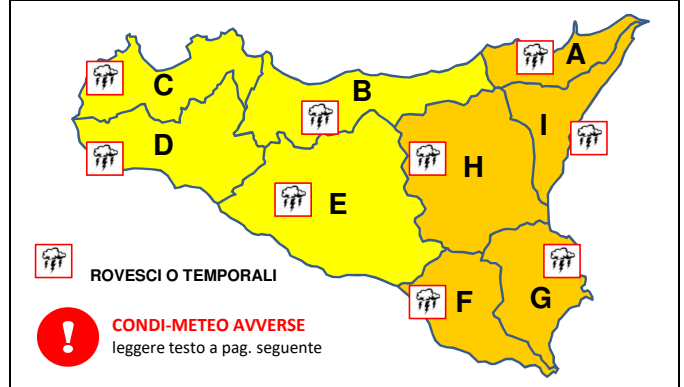 A
C
B
I
D
H
E
ROVESCI O TEMPORALI
F
G
! CONDI-METEO AVVERSE
leggere testo a pag. seguente